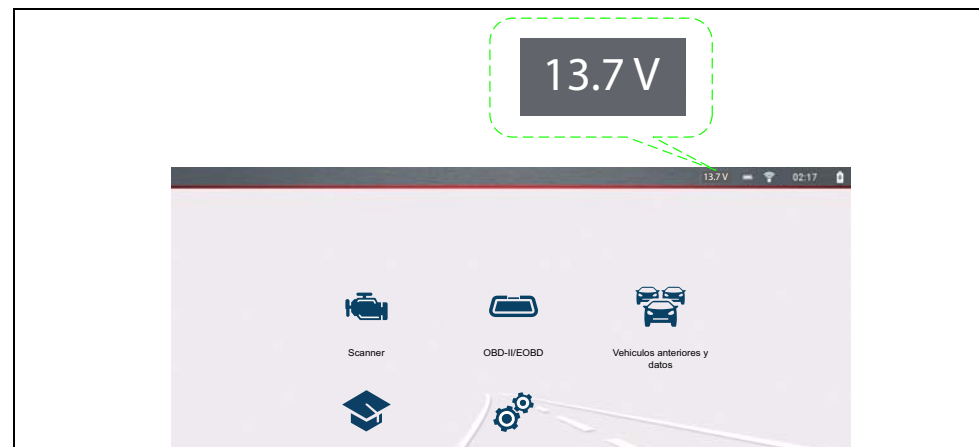 13.7 V
13.7 V 02:17
Scanner
OBD-II/EOBD
Vehiculos anteriores y
datos